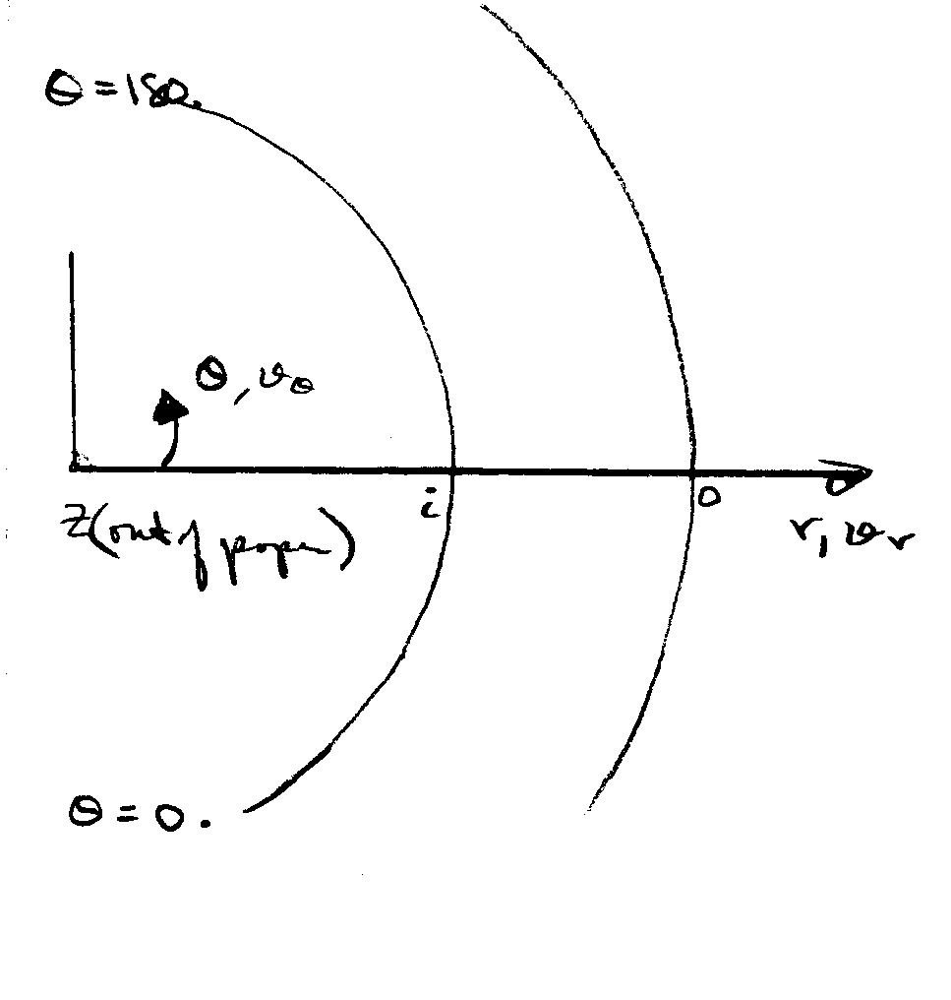 θ = 180.
θ, vθ
i
o
z (out of paper)
r, vr
θ = 0.